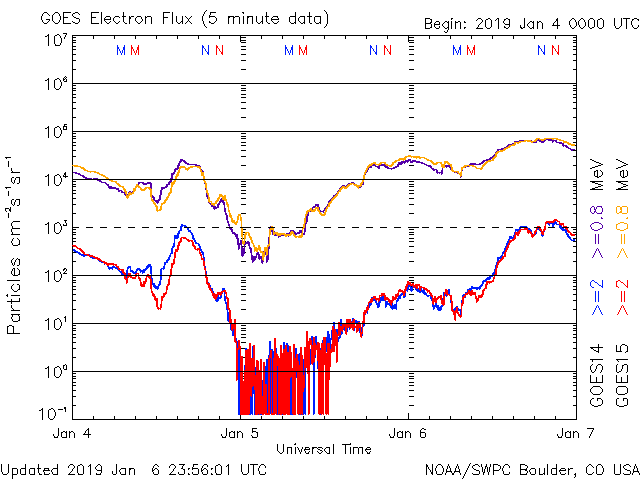 GOES Electron Flux (5 minute data)
Begin: 2019 Jan 4 0000 UTC
10⁷
M M N N M M N N M M N N
10⁶
10⁵
10⁴
10³
10²
10¹
10⁰
10⁻¹
Particles cm⁻²s⁻¹sr⁻¹
Jan 4 Jan 5 Jan 6 Jan 7
Universal Time
GOES14 >=2 >=0.8 MeV
GOES15 >=2 >=0.8 MeV
Updated 2019 Jan 6 23:56:01 UTC
NOAA/SWPC Boulder, CO USA